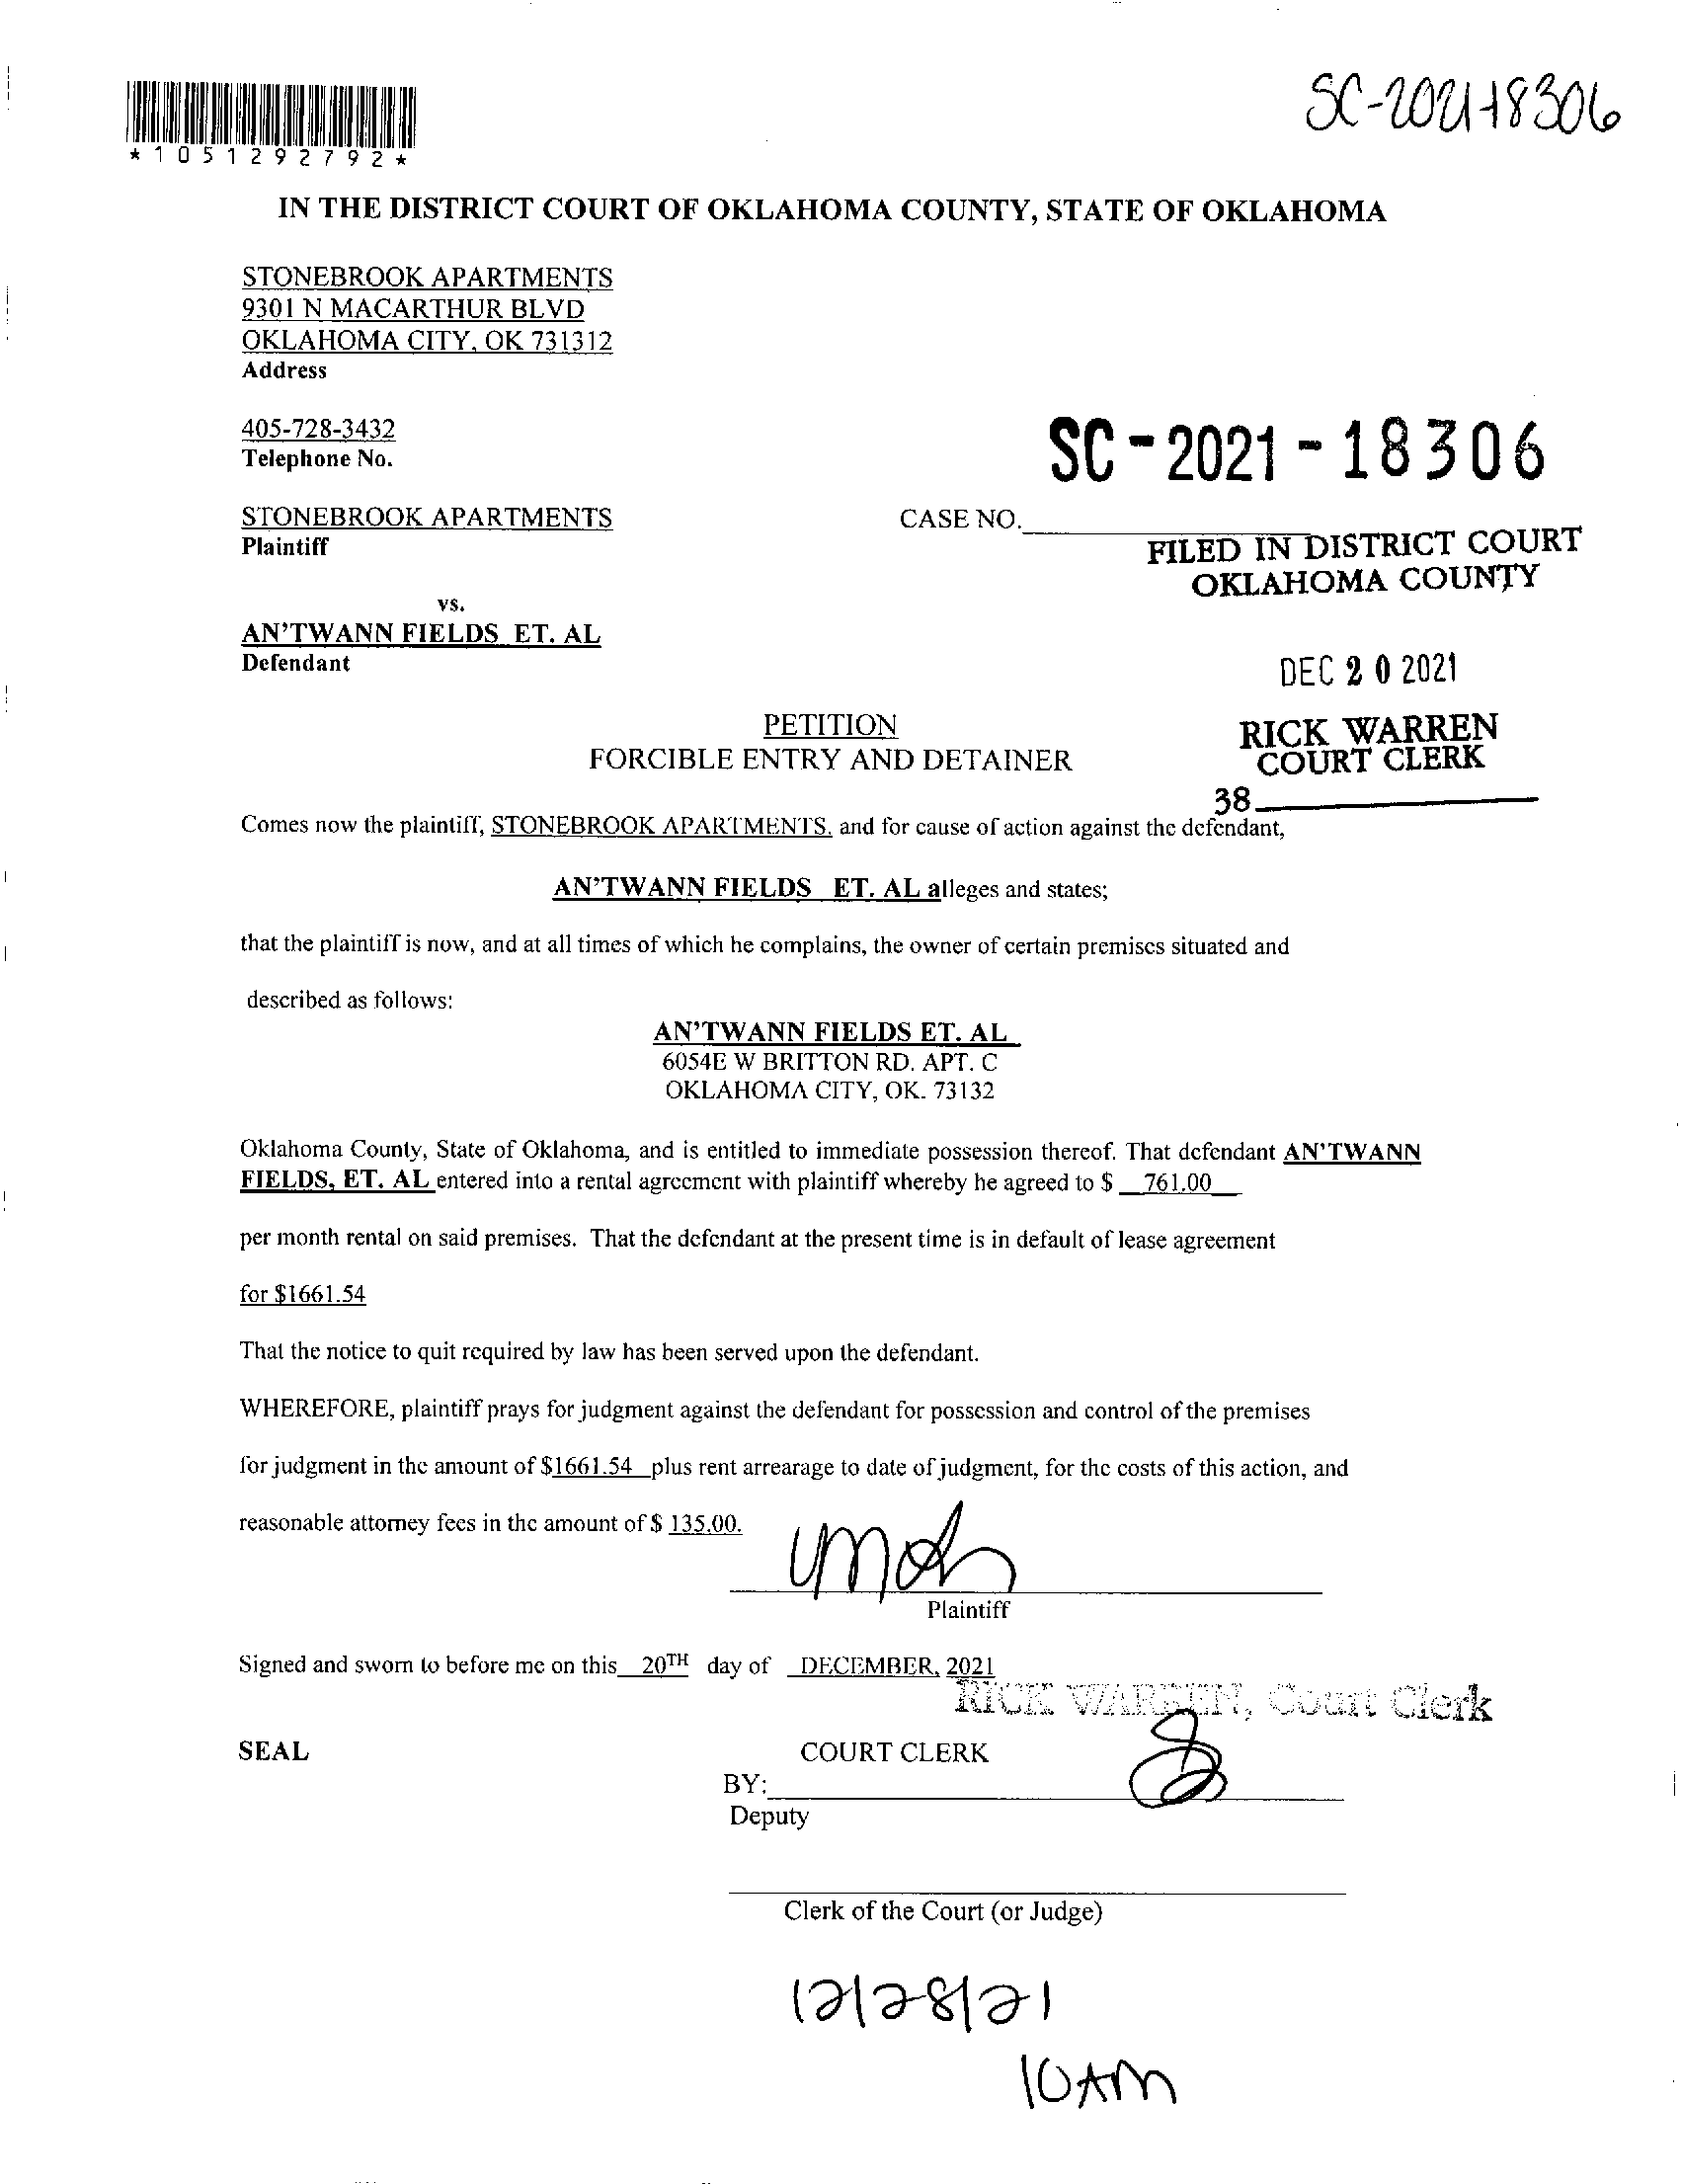 SC-2021-18306
*1051292792*
IN THE DISTRICT COURT OF OKLAHOMA COUNTY, STATE OF OKLAHOMA
STONEBROOK APARTMENTS
9301 N MACARTHUR BLVD
OKLAHOMA CITY, OK 731312
Address
405-728-3432
Telephone No.
SC-2021-18306
STONEBROOK APARTMENTS
Plaintiff
CASE NO.
FILED IN DISTRICT COURT
OKLAHOMA COUNTY
vs.
AN'TWANN FIELDS ET. AL
Defendant
DEC 20 2021
RICK WARREN
COURT CLERK
38
PETITION
FORCIBLE ENTRY AND DETAINER
Comes now the plaintiff, STONEBROOK APARTMENTS, and for cause of action against the defendant,
AN'TWANN FIELDS ET. AL alleges and states;
that the plaintiff is now, and at all times of which he complains, the owner of certain premises situated and
described as follows:
AN'TWANN FIELDS ET. AL
6054E W BRITTON RD. APT. C
OKLAHOMA CITY, OK. 73132
Oklahoma County, State of Oklahoma, and is entitled to immediate possession thereof. That defendant AN'TWANN
FIELDS, ET. AL entered into a rental agreement with plaintiff whereby he agreed to $ 761.00
per month rental on said premises. That the defendant at the present time is in default of lease agreement
for $1661.54
That the notice to quit required by law has been served upon the defendant.
WHEREFORE, plaintiff prays for judgment against the defendant for possession and control of the premises
for judgment in the amount of $1661.54 plus rent arrearage to date of judgment, for the costs of this action, and
reasonable attorney fees in the amount of $ 135.00.
Plaintiff
Signed and sworn to before me on this 20TH day of DECEMBER, 2021
RICK WARREN, Court Clerk
SEAL
COURT CLERK
BY:
Deputy
Clerk of the Court (or Judge)
12/28/21
10AM